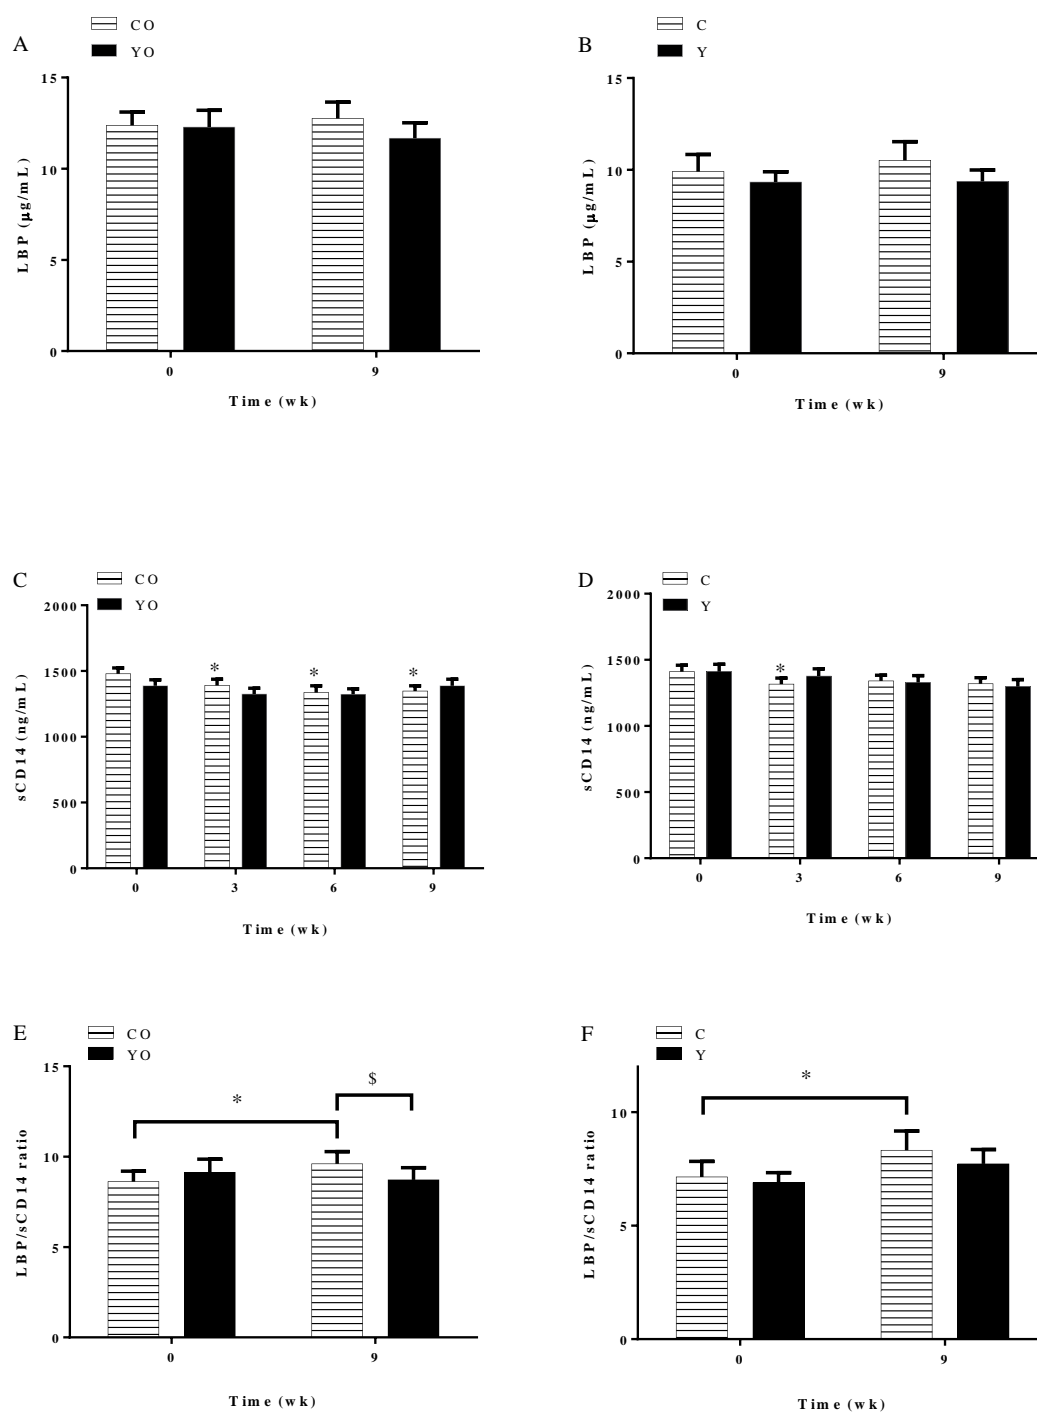 A
CO
YO
15
10
5
0
LBP (µg/mL)
0 9
Time (wk)
B
C
Y
15
10
5
0
LBP (µg/mL)
0 9
Time (wk)
C
CO
YO
2000
1500
1000
500
0
sCD14 (ng/mL)
* * *
0 3 6 9
Time (wk)
D
C
Y
2000
1500
1000
500
0
sCD14 (ng/mL)
*
0 3 6 9
Time (wk)
E
CO
YO
15
10
5
0
LBP/sCD14 ratio
* $
0 9
Time (wk)
F
C
Y
10
5
0
LBP/sCD14 ratio
*
0 9
Time (wk)